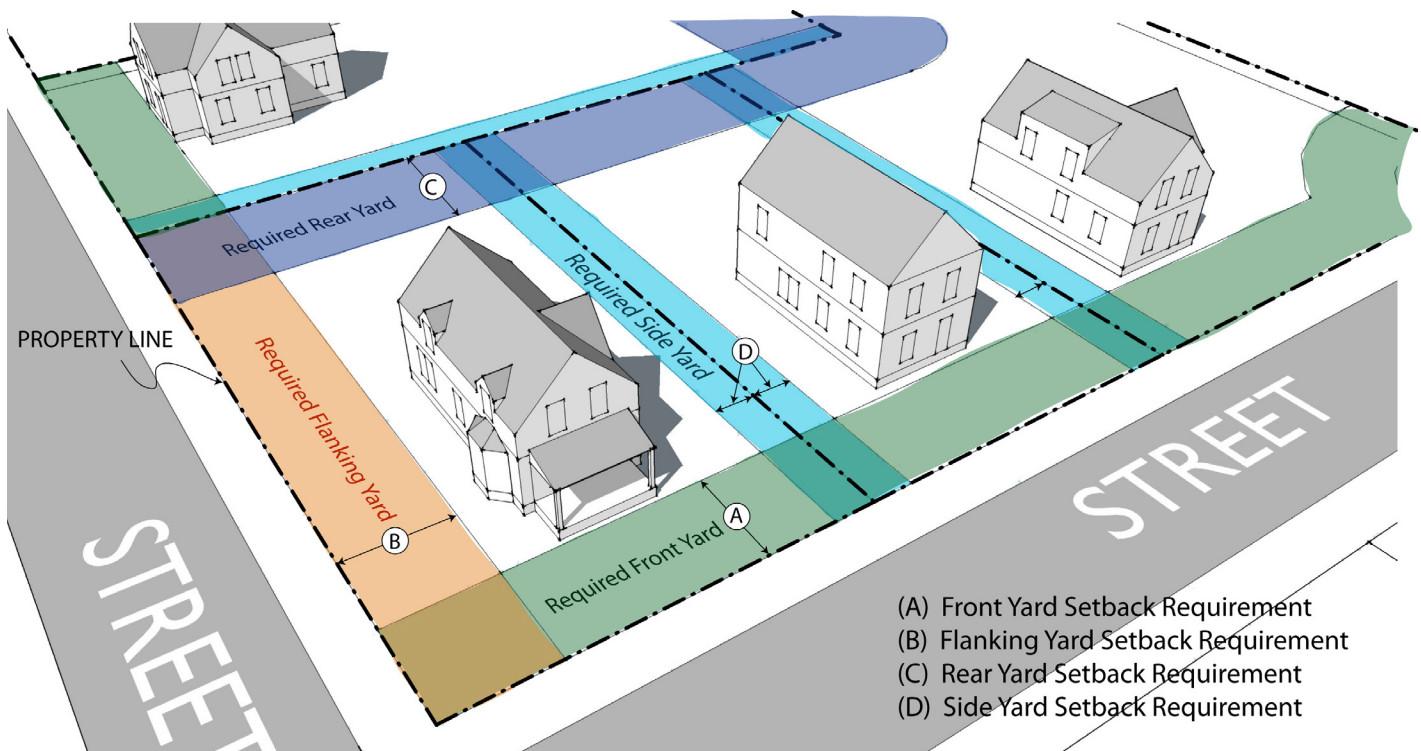 C
Required Rear Yard
Required Side Yard
PROPERTY LINE
Required Flanking Yard
D
A
B
Required Front Yard
STREET
STREET
(A) Front Yard Setback Requirement
(B) Flanking Yard Setback Requirement
(C) Rear Yard Setback Requirement
(D) Side Yard Setback Requirement